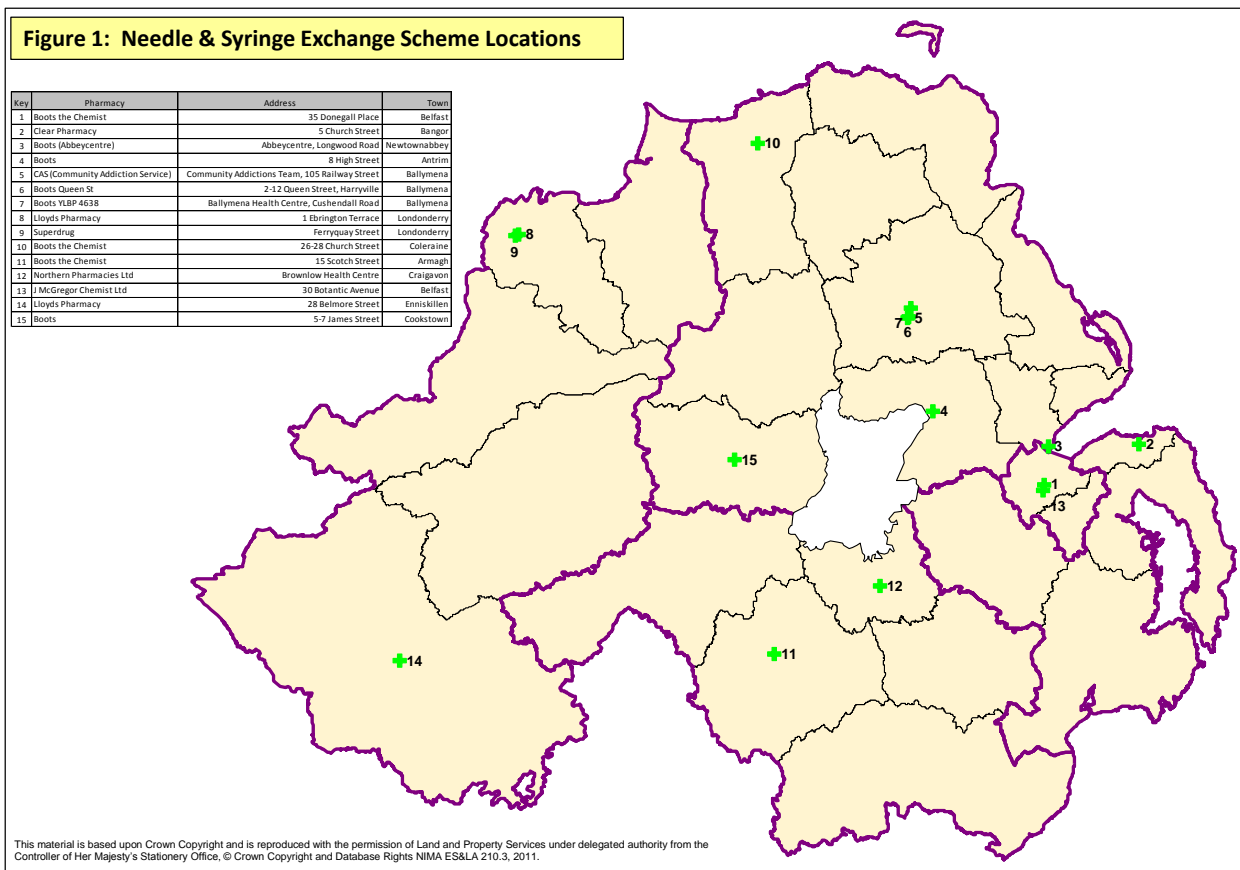 Figure 1: Needle & Syringe Exchange Scheme Locations
Key Pharmacy Address Town
1 Boots the Chemist 35 Donegall Place Belfast
2 Clear Pharmacy 5 Church Street Bangor
3 Boots (Abbeycentre) Abbeycentre, Longwood Road Newtownabbey
4 Boots 8 High Street Antrim
5 CAS (Community Addiction Service) Community Addictions Team, 105 Railway Street Ballymena
6 Boots Queen St 2-12 Queen Street, Harryville Ballymena
7 Boots YLBP 4638 Ballymena Health Centre, Cushendall Road Ballymena
8 Lloyds Pharmacy 1 Ebrington Terrace Londonderry
9 Superdrug Ferryquay Street Londonderry
10 Boots the Chemist 26-28 Church Street Coleraine
11 Boots the Chemist 15 Scotch Street Armagh
12 Northern Pharmacies Ltd Brownlow Health Centre Craigavon
13 J McGregor Chemist Ltd 30 Botantic Avenue Belfast
14 Lloyds Pharmacy 28 Belmore Street Enniskillen
15 Boots 5-7 James Street Cookstown
10
8
9
5
7
6
4
3
2
15
1
13
12
11
14
This material is based upon Crown Copyright and is reproduced with the permission of Land and Property Services under delegated authority from the
Controller of Her Majesty's Stationery Office, © Crown Copyright and Database Rights NIMA ES&LA 210.3, 2011.